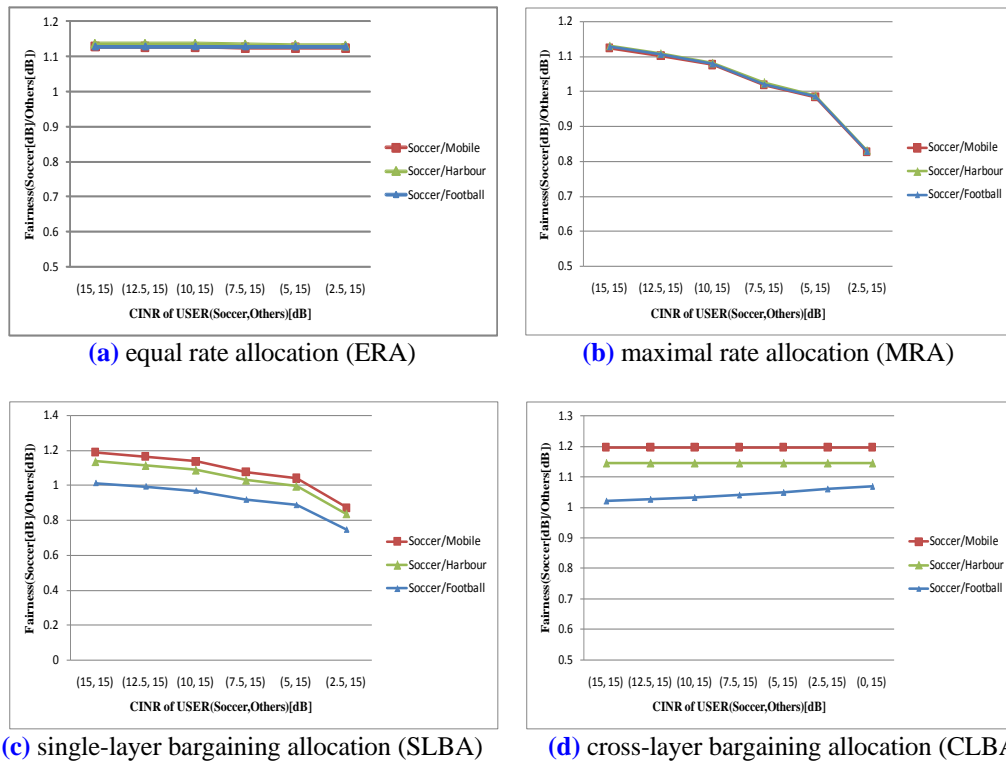 1.2
1.1
1
0.9
0.8
0.7
0.6
0.5
Fairness(Soccer[dB]/Others[dB])
(15, 15) (12.5, 15) (10, 15) (7.5, 15) (5, 15) (2.5, 15)
CINR of USER(Soccer,Others)[dB]
Soccer/Mobile
Soccer/Harbour
Soccer/Football
(a) equal rate allocation (ERA)
1.2
1.1
1
0.9
0.8
0.7
0.6
0.5
Fairness(Soccer[dB]/Others[dB])
(15, 15) (12.5, 15) (10, 15) (7.5, 15) (5, 15) (2.5, 15)
CINR of USER(Soccer,Others)[dB]
Soccer/Mobile
Soccer/Harbour
Soccer/Football
(b) maximal rate allocation (MRA)
1.4
1.2
1
0.8
0.6
0.4
0.2
0
Fairness(Soccer[dB]/Others[dB])
(15, 15) (12.5, 15) (10, 15) (7.5, 15) (5, 15) (2.5, 15)
CINR of USER(Soccer,Others)[dB]
Soccer/Mobile
Soccer/Harbour
Soccer/Football
(c) single-layer bargaining allocation (SLBA)
1.3
1.2
1.1
1
0.9
0.8
0.7
0.6
0.5
Fairness(Soccer[dB]/Others[dB])
(15, 15) (12.5, 15) (10, 15) (7.5, 15) (5, 15) (2.5, 15) (0, 15)
CINR of USER(Soccer,Others)[dB]
Soccer/Mobile
Soccer/Harbour
Soccer/Football
(d) cross-layer bargaining allocation (CLBA